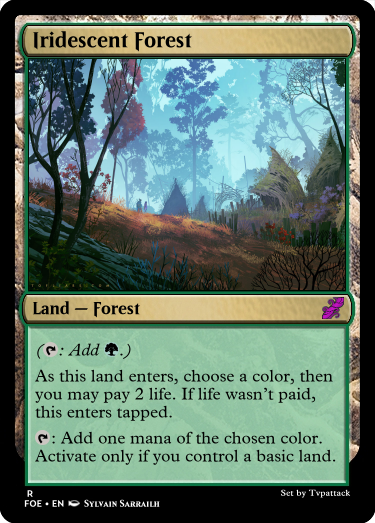 Iridescent Forest
Land — Forest
(: Add .)
As this land enters, choose a color, then
you may pay 2 life. If life wasn't paid,
this enters tapped.
: Add one mana of the chosen color.
Activate only if you control a basic land.
R
FOE • EN Sylvain Sarrailh
Set by Tvpattack